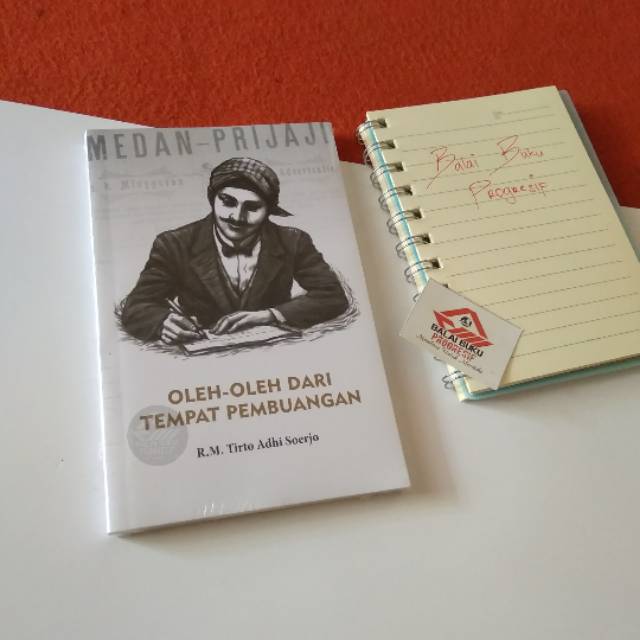 MEDAN-PRIJAJI
OLEH-OLEH DARI
TEMPAT PEMBUANGAN
R.M. Tirto Adhi Soerjo
Balai Buku
Progresif
BALAI BUKU
PROGRESIF